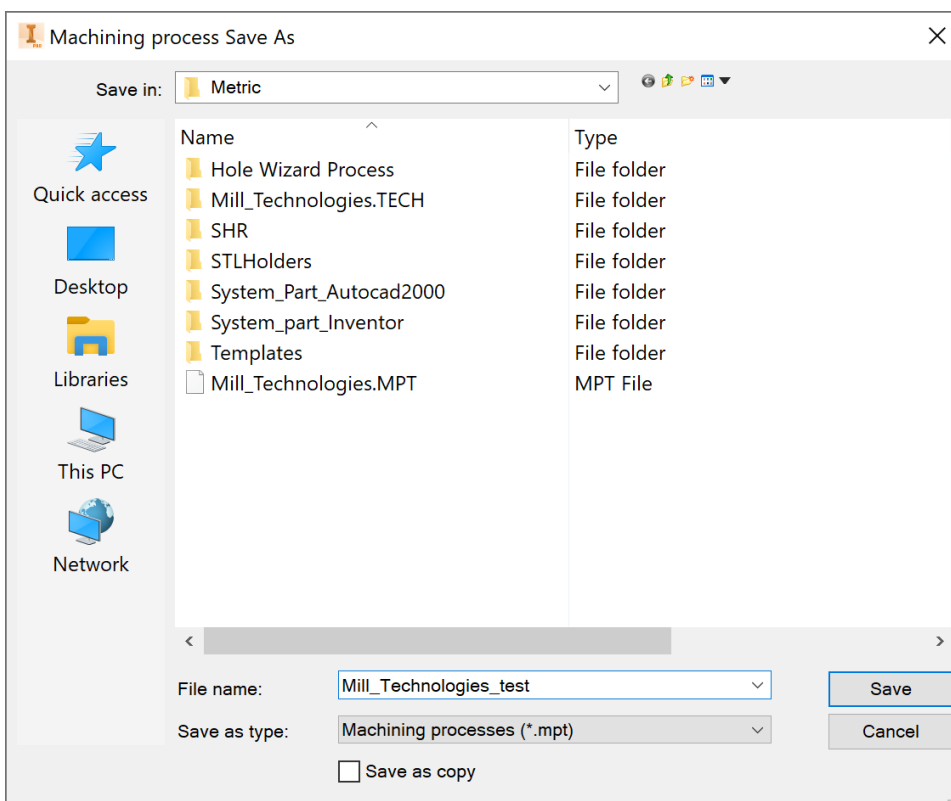 Machining process Save As
Save in: Metric
Quick access
Desktop
Libraries
This PC
Network
Name Type
Hole Wizard Process File folder
Mill_Technologies.TECH File folder
SHR File folder
STLHolders File folder
System_Part_Autocad2000 File folder
System_part_Inventor File folder
Templates File folder
Mill_Technologies.MPT MPT File
File name: Mill_Technologies_test Save
Save as type: Machining processes (*.mpt) Cancel
Save as copy